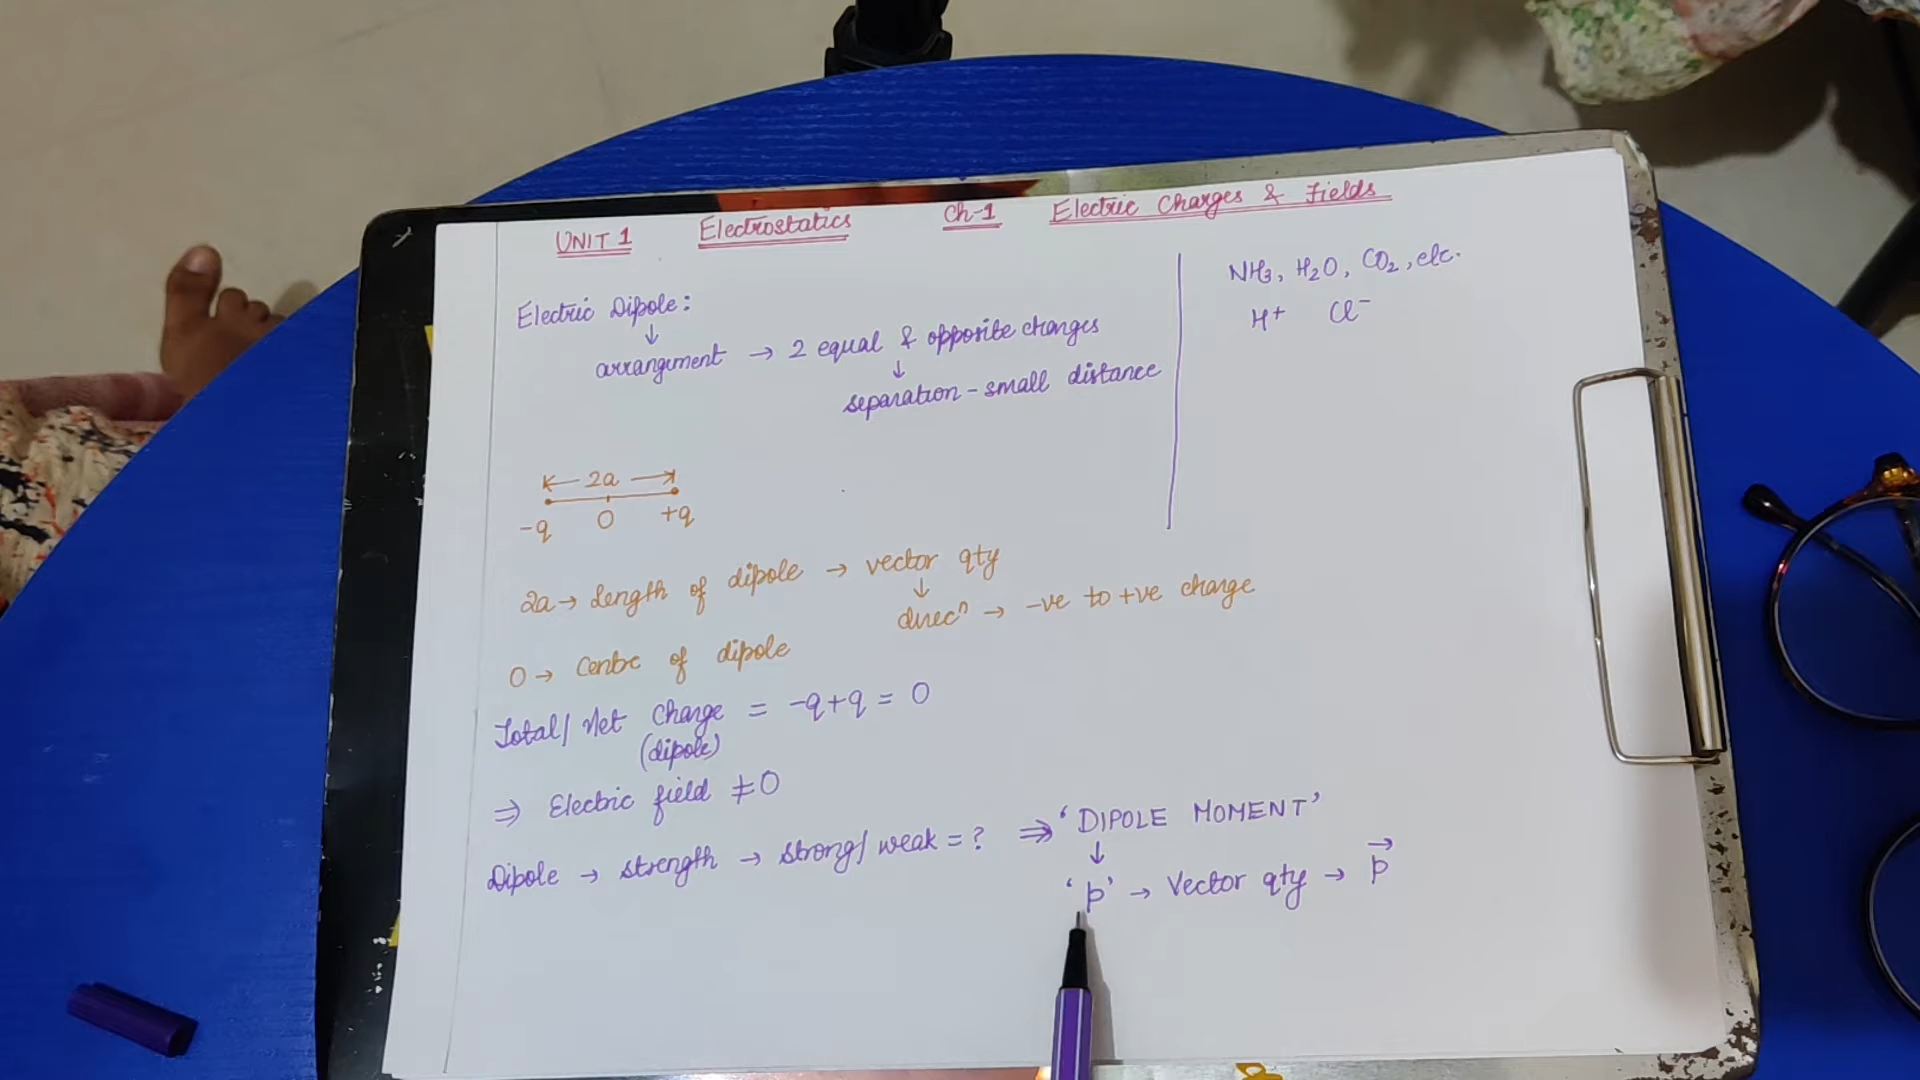 UNIT 1 Electrostatics Ch-1 Electric Charges & Fields
Electric Dipole:
↓
arrangement → 2 equal & opposite charges
↓
separation - small distance
NH3, H2O, CO2, etc.
H+ Cl-
← 2a →
-q O +q
2a → Length of dipole → vector qty
↓
direcn → -ve to +ve charge
O → Centre of dipole
Total/Net Charge = -q+q = 0
(dipole)
⇒ Electric field ≠ 0
Dipole → strength → strong/weak = ? ⇒ 'DIPOLE MOMENT'
↓
'p' → Vector qty → p⃗